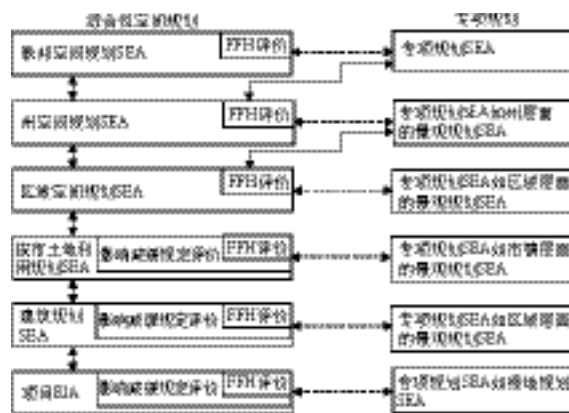 综合性空间规划
专项规划
联邦空间规划SEA
FFH评价
专项规划SEA
州空间规划SEA
FFH评价
专项规划SEA如州层面
的景观规划SEA
区域空间规划SEA
FFH评价
专项规划SEA如区域层面
的景观规划SEA
城市土地利
用规划SEA
影响减缓规定评价
FFH评价
专项规划SEA如市镇层面
的景观规划SEA
建筑规划
SEA
影响减缓规定评价
FFH评价
专项规划SEA如区域层面
的景观规划SEA
项目EIA
影响减缓规定评价
FFH评价
专项规划SEA如绿地规划
SEA